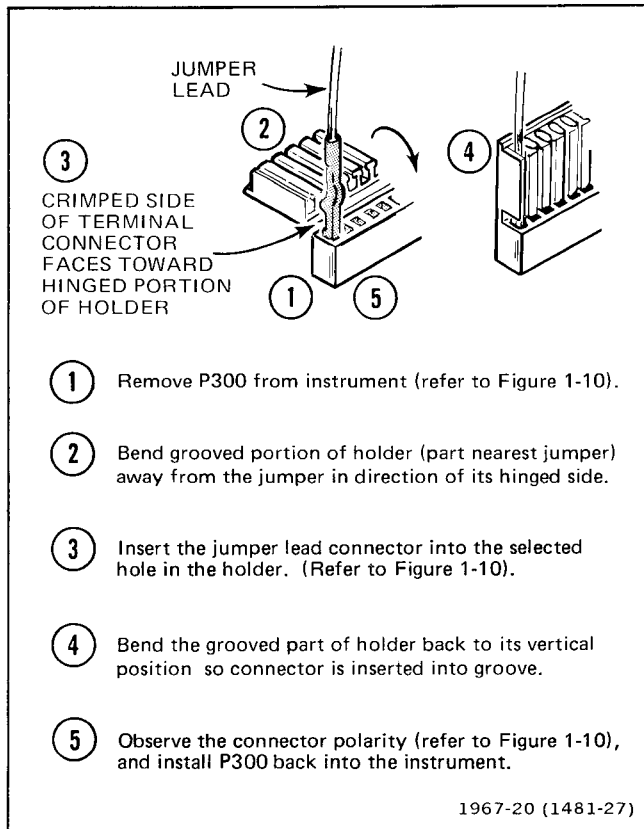 JUMPER
LEAD
2
3
CRIMPED SIDE
OF TERMINAL
CONNECTOR
FACES TOWARD
HINGED PORTION
OF HOLDER
1
5
4
1 Remove P300 from instrument (refer to Figure 1-10).
2 Bend grooved portion of holder (part nearest jumper)
away from the jumper in direction of its hinged side.
3 Insert the jumper lead connector into the selected
hole in the holder. (Refer to Figure 1-10).
4 Bend the grooved part of holder back to its vertical
position so connector is inserted into groove.
5 Observe the connector polarity (refer to Figure 1-10),
and install P300 back into the instrument.
1967-20 (1481-27)